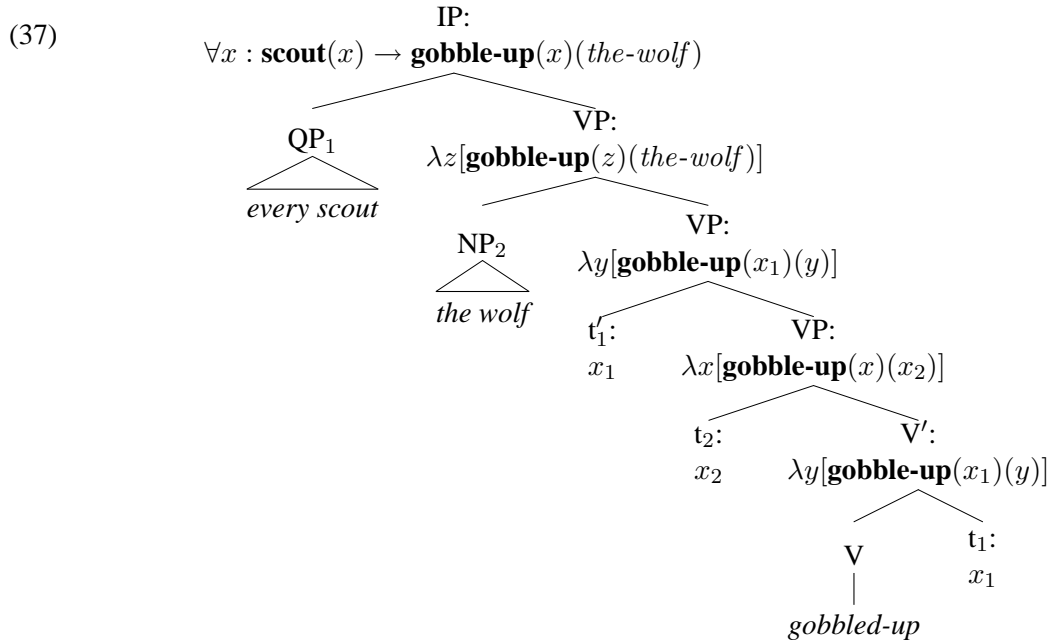 (37)
IP:
∀x : scout(x) → gobble-up(x)(the-wolf)
QP₁
every scout
VP:
λz[gobble-up(z)(the-wolf)]
NP₂
the wolf
VP:
λy[gobble-up(x₁)(y)]
t′₁:
x₁
VP:
λx[gobble-up(x)(x₂)]
t₂:
x₂
V′:
λy[gobble-up(x₁)(y)]
V
gobbled-up
t₁:
x₁